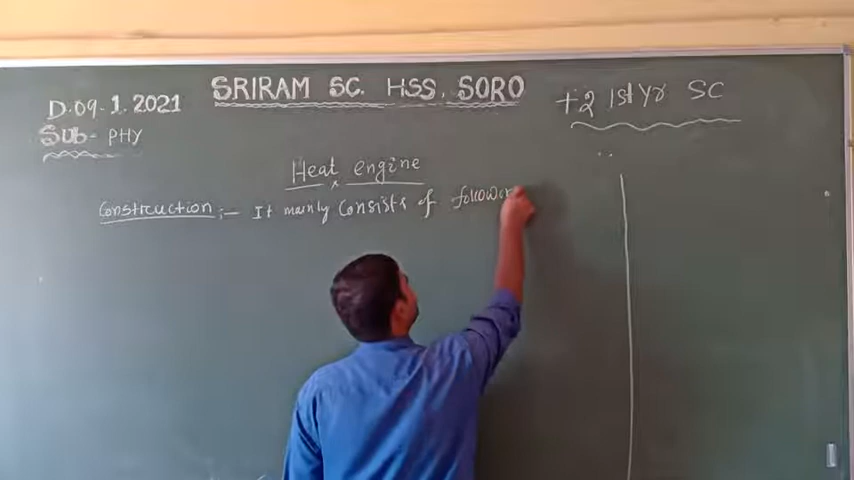 D.09-1.2021
SRIRAM SC. HSS. SORO
+2 1st Yr SC
Sub- PHY
Heat engine
Construction :- It mainly consists of